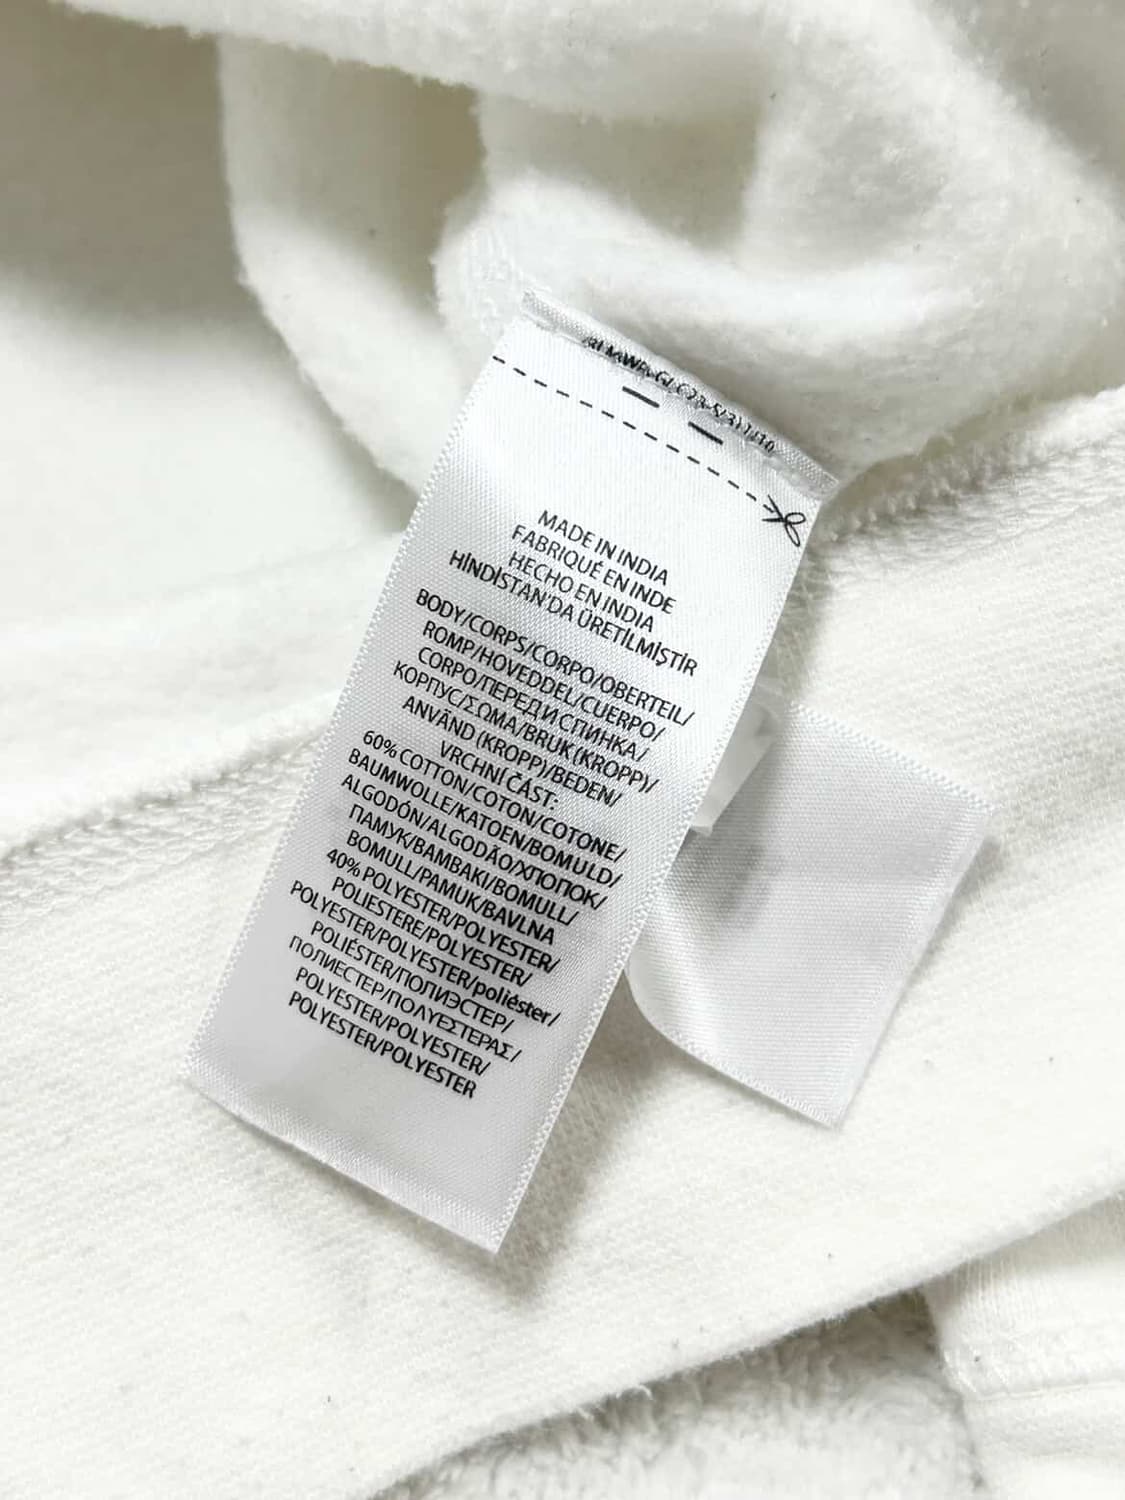 MADE IN INDIA
FABRIQUÉ EN INDE
HECHO EN INDIA
HİNDİSTAN'DA ÜRETİLMİŞTİR
BODY/CORPS/CORPO/OBERTEIL/
ROMP/HOVEDDEL/CUERPO/
CORPO/ПЕРЕД И СПИНКА/
КОРПУС/ΣΩΜΑ/BRUK (KROPP)/
ANVÄND (KROPP)/BEDEN/
VRCHNÍ ČÁST:
60% COTTON/COTON/COTONE/
BAUMWOLLE/KATOEN/BOMULD/
ALGODÓN/ALGODÃO/ХЛОПОК/
ПАМУК/BAMBAKI/BOMULL/
BOMULL/PAMUK/BAVLNA
40% POLYESTER/POLYESTER/
POLIESTERE/POLYESTER/
POLYESTER/POLYESTER/poliéster/
POLIÉSTER/ПОЛИЭСТЕР/
ПОЛИЕСТЕР/ΠΟΛΥΕΣΤΕΡΑΣ/
POLYESTER/POLYESTER/
POLYESTER/POLYESTER